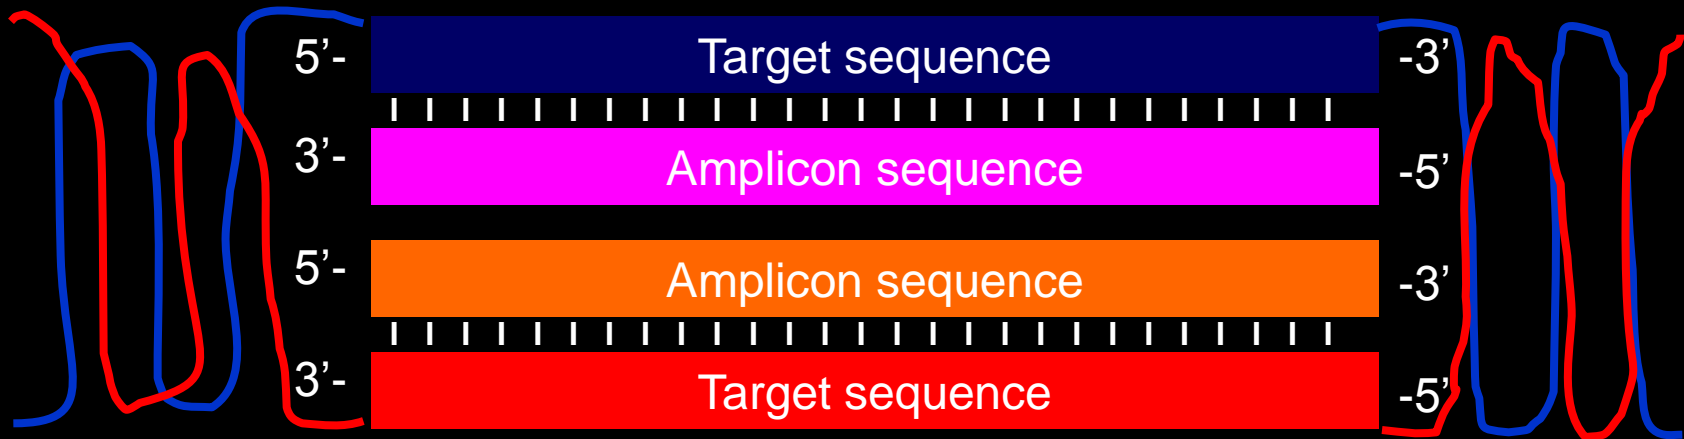 5’- Target sequence -3’
3’- Amplicon sequence -5’
5’- Amplicon sequence -3’
3’- Target sequence -5’